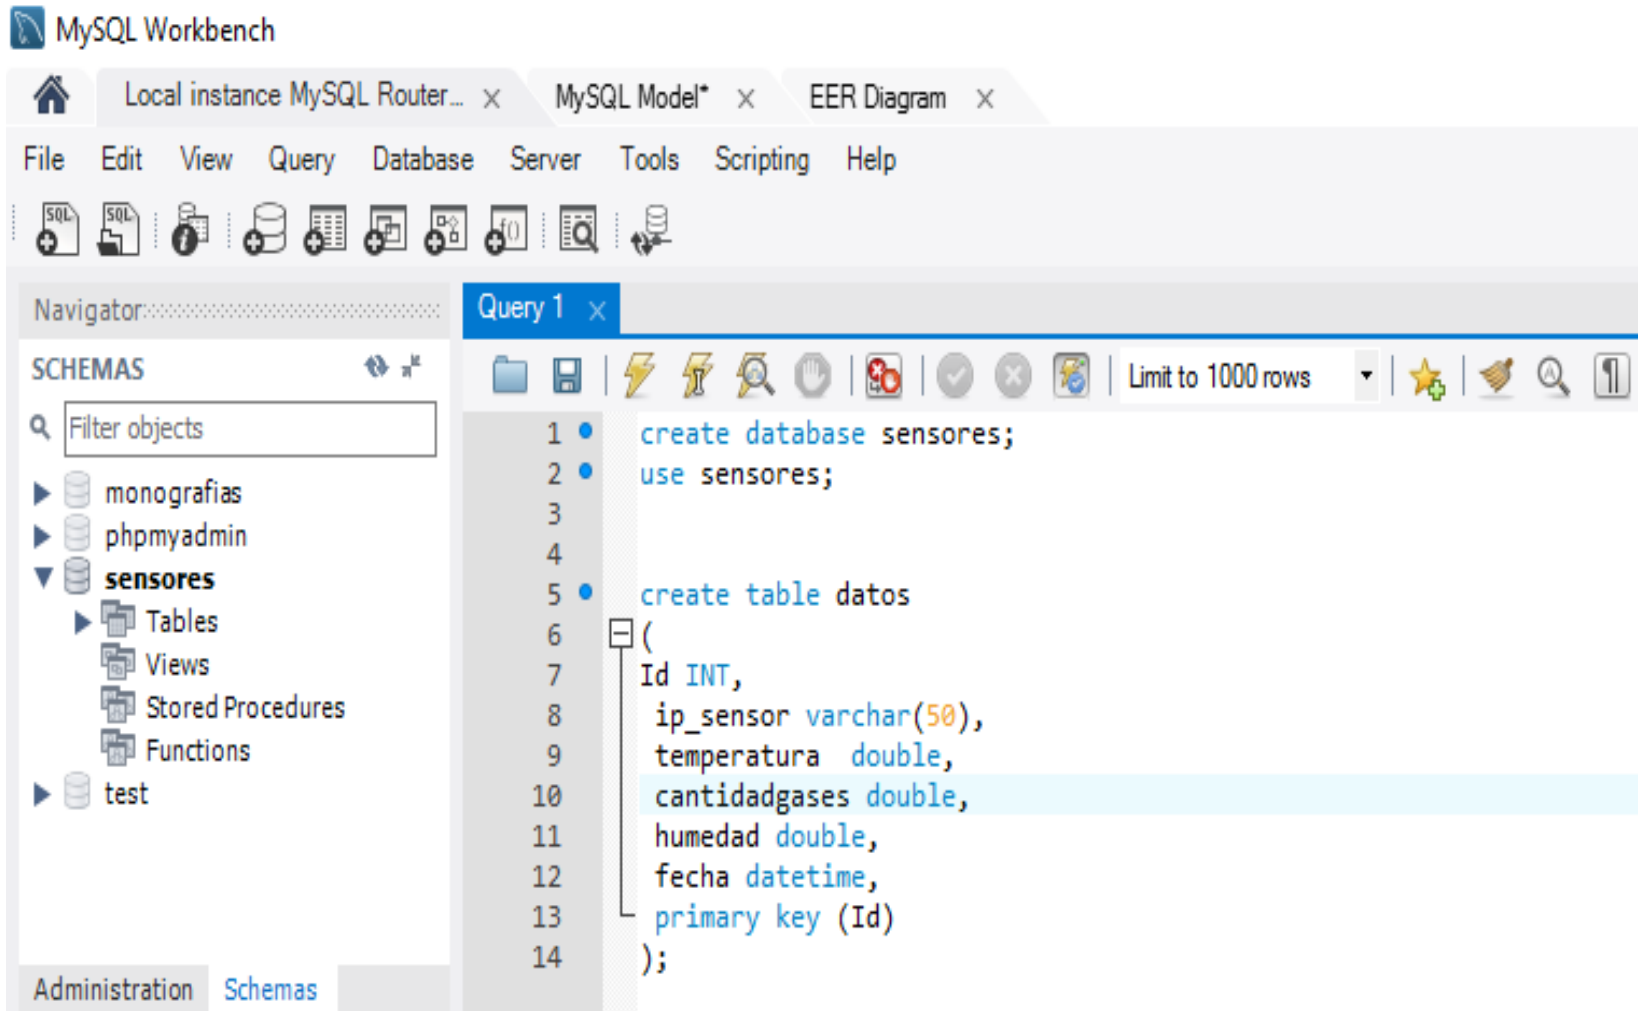 MySQL Workbench
Local instance MySQL Router... × MySQL Model* × EER Diagram ×
File Edit View Query Database Server Tools Scripting Help
SQL SQL
Navigator Query 1 ×
SCHEMAS Limit to 1000 rows
Filter objects
monografias
phpmyadmin
sensores
Tables
Views
Stored Procedures
Functions
test
Administration Schemas
1 create database sensores;
2 use sensores;
3
4
5 create table datos
6 (
7 Id INT,
8 ip_sensor varchar(50),
9 temperatura  double,
10 cantidadgases double,
11 humedad double,
12 fecha datetime,
13 primary key (Id)
14 );